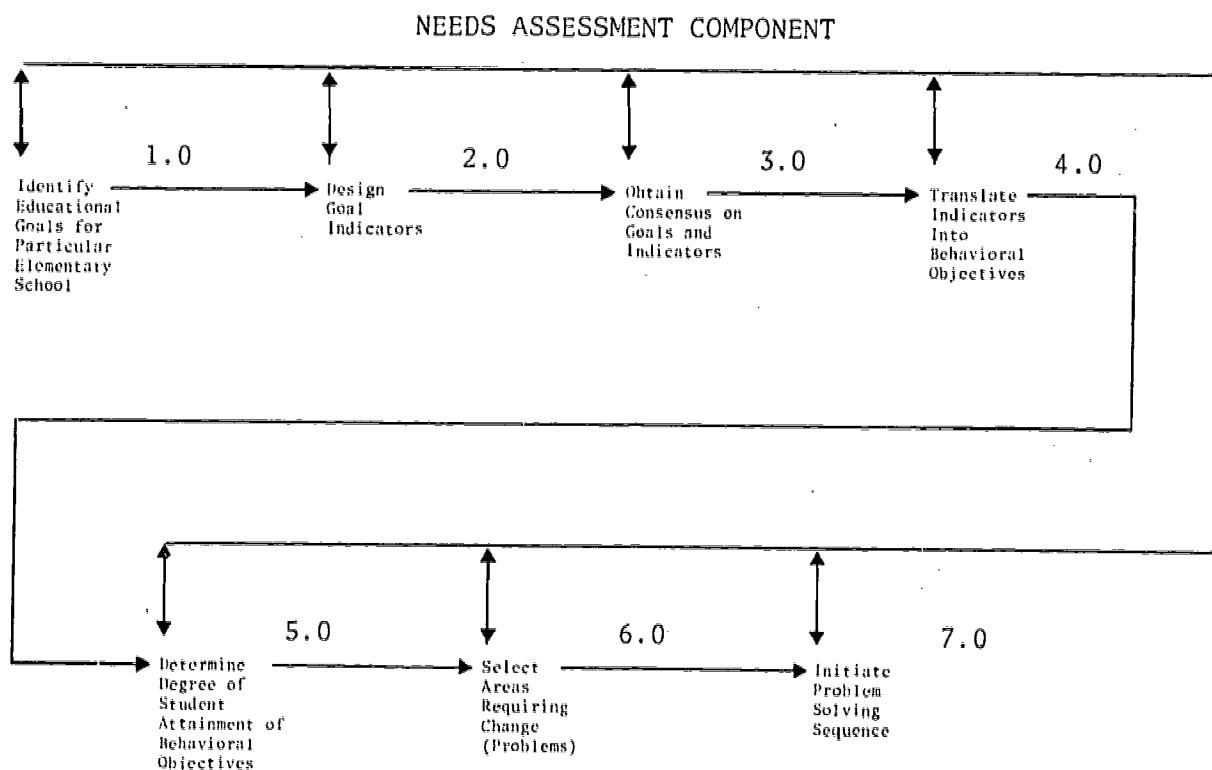 NEEDS ASSESSMENT COMPONENT
1.0
2.0
3.0
4.0
Identify
Educational
Goals for
Particular
Elementary
School
Design
Goal
Indicators
Obtain
Consensus on
Goals and
Indicators
Translate
Indicators
Into
Behavioral
Objectives
5.0
6.0
7.0
Determine
Degree of
Student
Attainment of
Behavioral
Objectives
Select
Areas
Requiring
Change
(Problems)
Initiate
Problem
Solving
Sequence